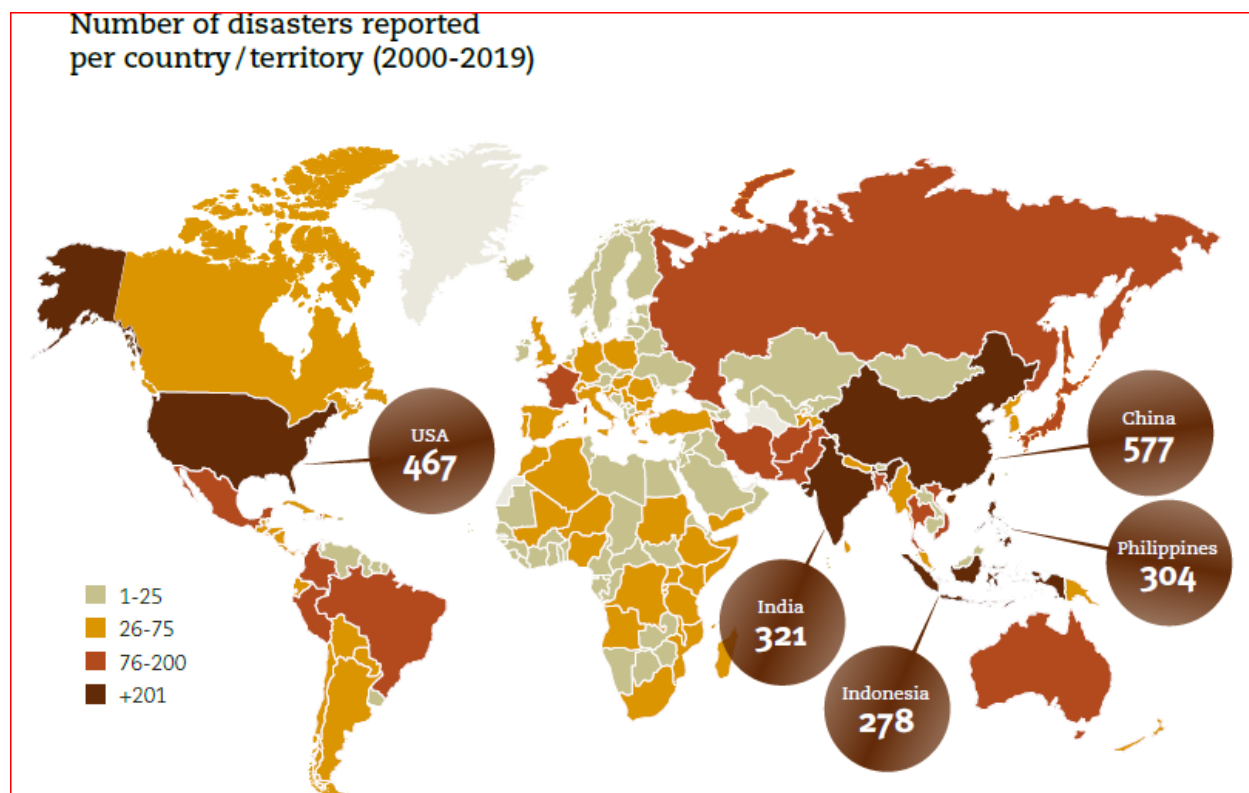 Number of disasters reported
per country/territory (2000-2019)
USA
467
China
577
Philippines
304
India
321
Indonesia
278
1-25
26-75
76-200
+201